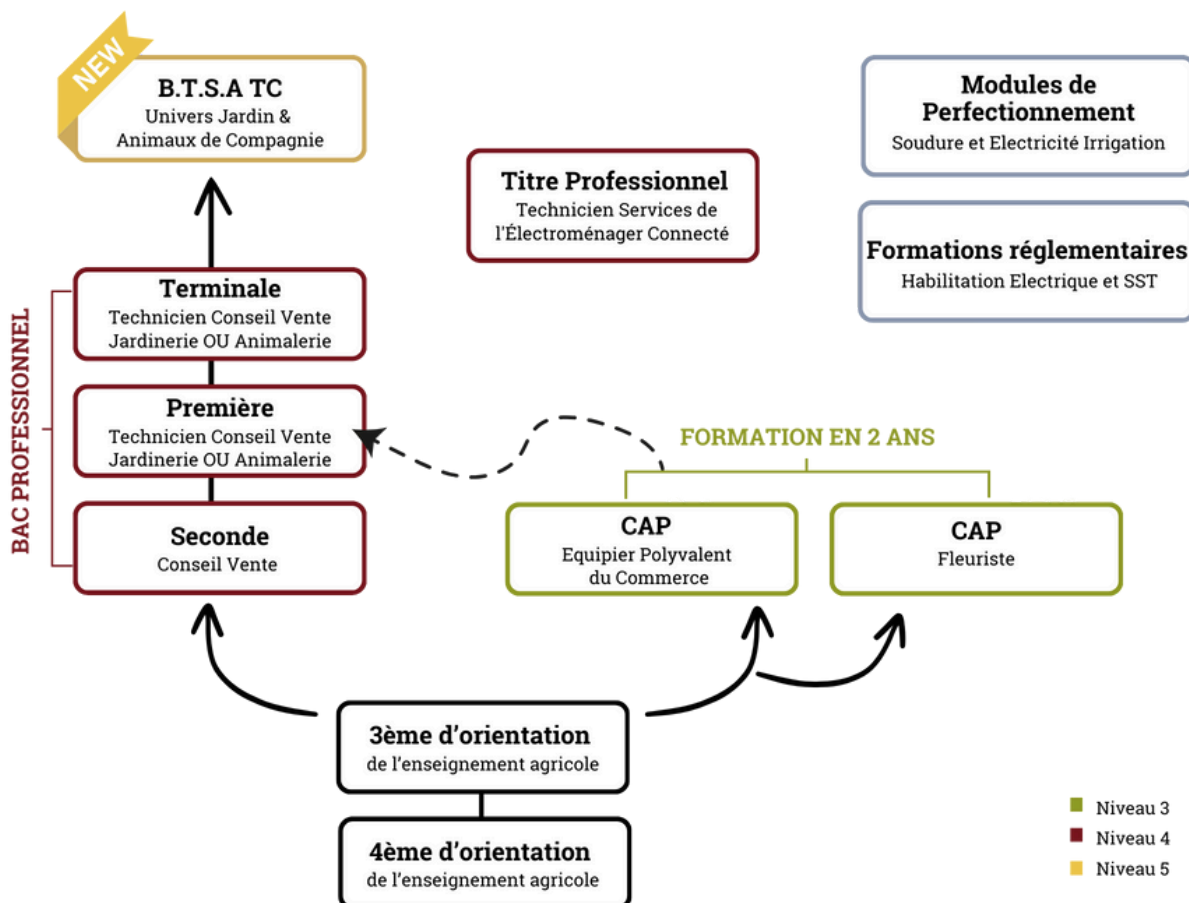 NEW
B.T.S.A TC
Univers Jardin &
Animaux de Compagnie
Modules de
Perfectionnement
Soudure et Electricité Irrigation
Titre Professionnel
Technicien Services de
l'Électroménager Connecté
Formations réglementaires
Habilitation Electrique et SST
BAC PROFESSIONNEL
Terminale
Technicien Conseil Vente
Jardinerie OU Animalerie
Première
Technicien Conseil Vente
Jardinerie OU Animalerie
Seconde
Conseil Vente
FORMATION EN 2 ANS
CAP
Equipier Polyvalent
du Commerce
CAP
Fleuriste
3ème d'orientation
de l'enseignement agricole
4ème d'orientation
de l'enseignement agricole
Niveau 3
Niveau 4
Niveau 5